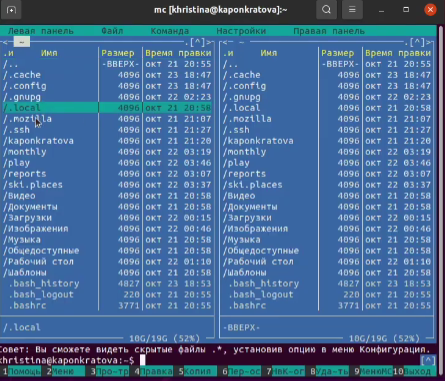 mc [khristina@kaponkratova]:~
Левая панель Файл Команда Настройки Правая панель
<─ ~ ─.[^]> <─ ~ ─.[^]>
.и Имя Размер Время правки .и Имя Размер Время правки
/.. -ВВЕРХ- окт 21 20:55 /.. -ВВЕРХ- окт 21 20:55
/.cache 4096 окт 23 18:47 /.cache 4096 окт 23 18:47
/.config 4096 окт 23 18:47 /.config 4096 окт 23 18:47
/.gnupg 4096 окт 22 02:23 /.gnupg 4096 окт 22 02:23
/.local 4096 окт 21 20:58 /.local 4096 окт 21 20:58
/.mozilla 4096 окт 21 21:07 /.mozilla 4096 окт 21 21:07
/.ssh 4096 окт 21 21:27 /.ssh 4096 окт 21 21:27
/kaponkratova 4096 окт 21 21:20 /kaponkratova 4096 окт 21 21:20
/monthly 4096 окт 22 03:19 /monthly 4096 окт 22 03:19
/play 4096 окт 22 03:46 /play 4096 окт 22 03:46
/reports 4096 окт 22 03:07 /reports 4096 окт 22 03:07
/ski.places 4096 окт 22 03:37 /ski.places 4096 окт 22 03:37
/Видео 4096 окт 21 20:58 /Видео 4096 окт 21 20:58
/Документы 4096 окт 21 20:58 /Документы 4096 окт 21 20:58
/Загрузки 4096 окт 22 00:15 /Загрузки 4096 окт 22 00:15
/Изображения 4096 окт 22 00:46 /Изображения 4096 окт 22 00:46
/Музыка 4096 окт 21 20:58 /Музыка 4096 окт 21 20:58
/Общедоступные 4096 окт 21 20:58 /Общедоступные 4096 окт 21 20:58
/Рабочий стол 4096 окт 22 01:10 /Рабочий стол 4096 окт 22 01:10
/Шаблоны 4096 окт 21 20:58 /Шаблоны 4096 окт 21 20:58
.bash_history 4827 окт 23 18:53 .bash_history 4827 окт 23 18:53
.bash_logout 220 окт 21 20:55 .bash_logout 220 окт 21 20:55
.bashrc 3771 окт 21 20:55 .bashrc 3771 окт 21 20:55
/.local -ВВЕРХ-
10G/19G (52%) 10G/19G (52%)
Совет: Вы сможете видеть скрытые файлы .*, установив опцию в меню Конфигурация.
khristina@kaponkratova:~$ [^]
1Помощь 2Меню 3Про-тр 4Правка 5Копия 6Пер-ос 7НвК-ог 8Уда-ть 9МенюMC 10Выход